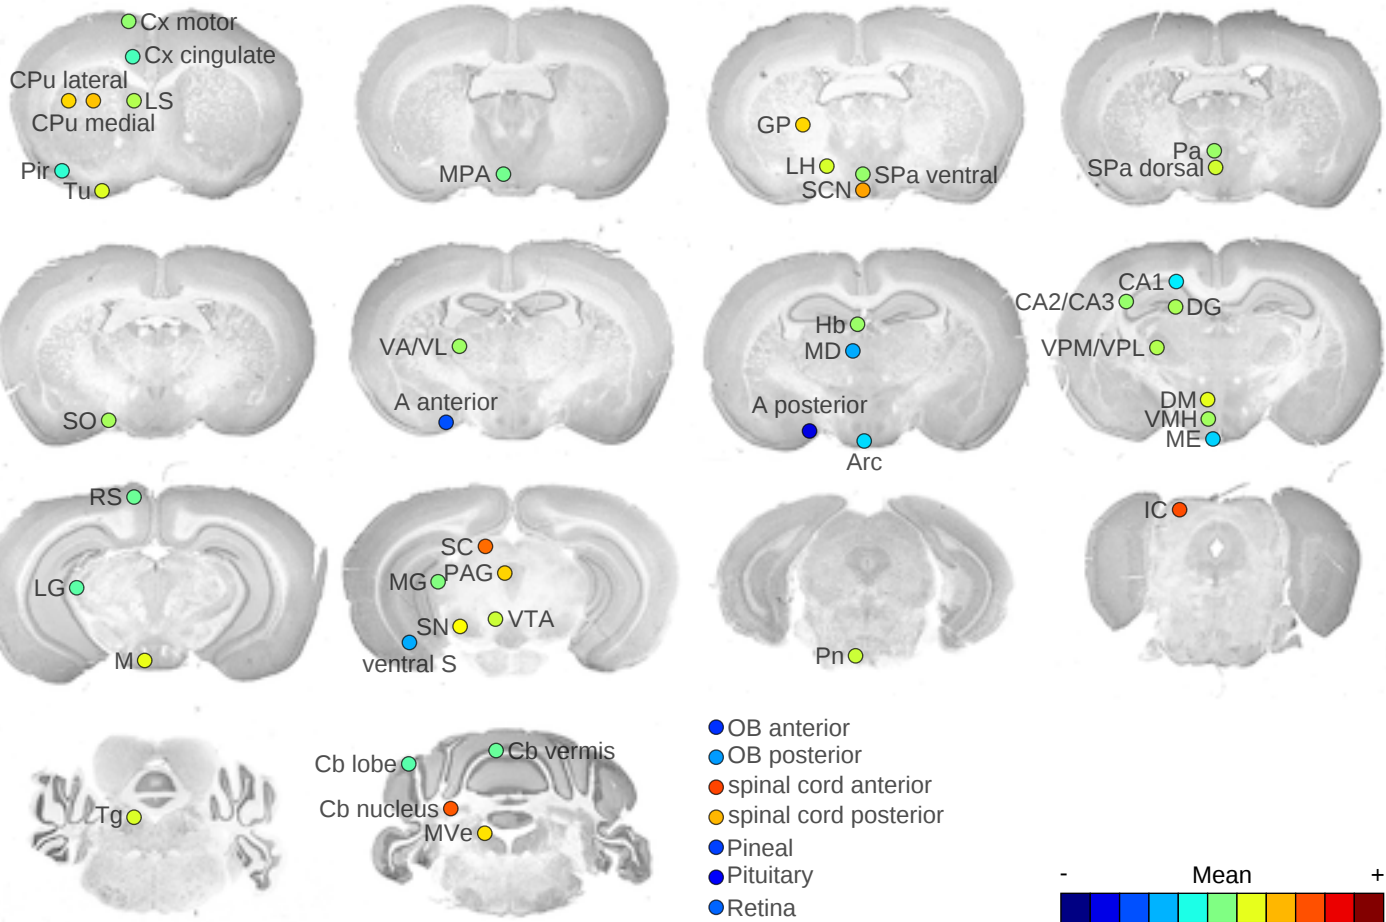 Cx motor
Cx cingulate
CPu lateral
LS
CPu medial
Pir
Tu
MPA
GP
LH
SPa ventral
SCN
Pa
SPa dorsal
SO
VA/VL
A anterior
Hb
MD
A posterior
Arc
CA1
CA2/CA3
DG
VPM/VPL
DM
VMH
ME
RS
LG
M
SC
PAG
MG
SN
VTA
ventral S
Pn
IC
Tg
Cb lobe
Cb vermis
Cb nucleus
MVe
OB anterior
OB posterior
spinal cord anterior
spinal cord posterior
Pineal
Pituitary
Retina
- Mean +